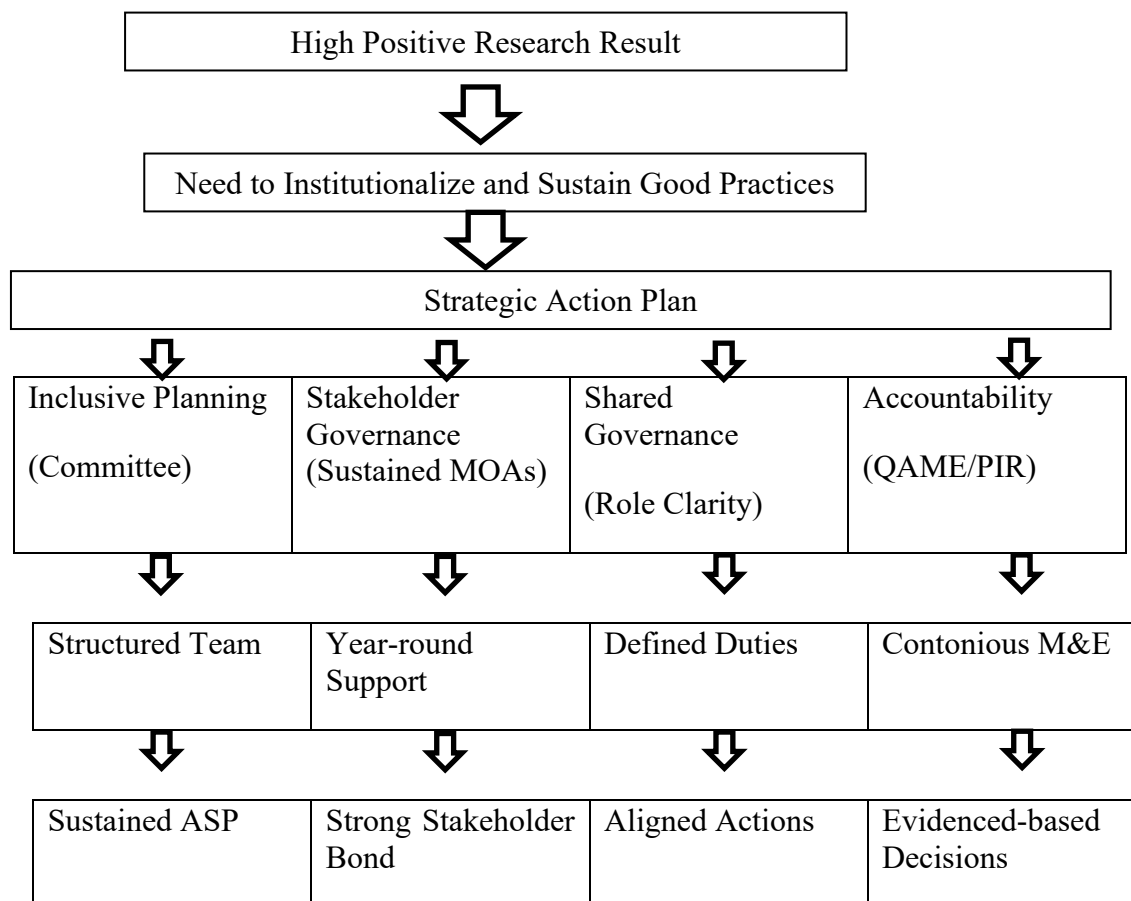 High Positive Research Result
Need to Institutionalize and Sustain Good Practices
Strategic Action Plan
Inclusive Planning
(Committee)
Stakeholder
Governance
(Sustained MOAs)
Shared
Governance
(Role Clarity)
Accountability
(QAME/PIR)
Structured Team
Year-round
Support
Defined Duties
Contonious M&E
Sustained ASP
Strong Stakeholder
Bond
Aligned Actions
Evidenced-based
Decisions